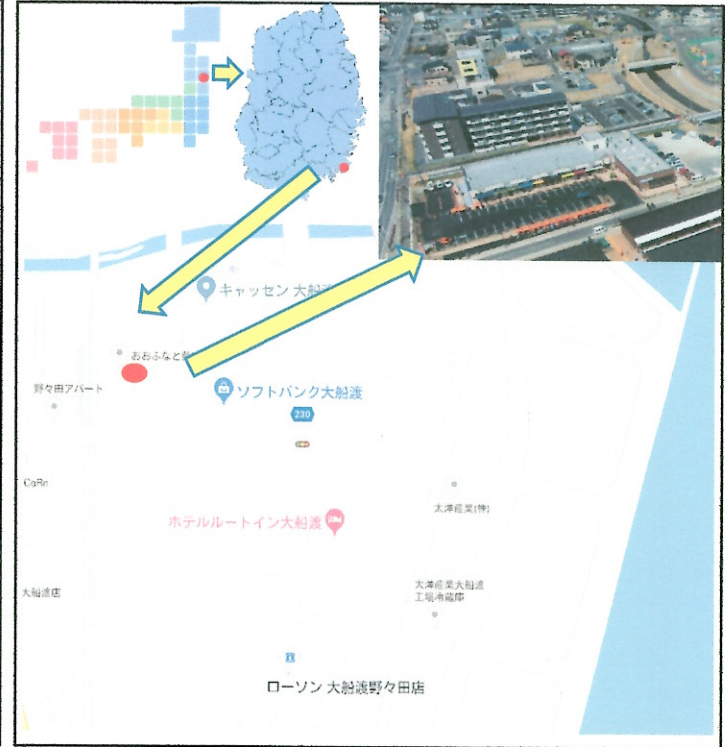 キャッセン 大船
おおふなと
野々田アパート
ソフトバンク大船渡
230
CaRn
ホテルルートイン大船渡
太洋産業(株)
大船渡店
太洋産業大船渡
工場冷蔵庫
ローソン 大船渡野々田店